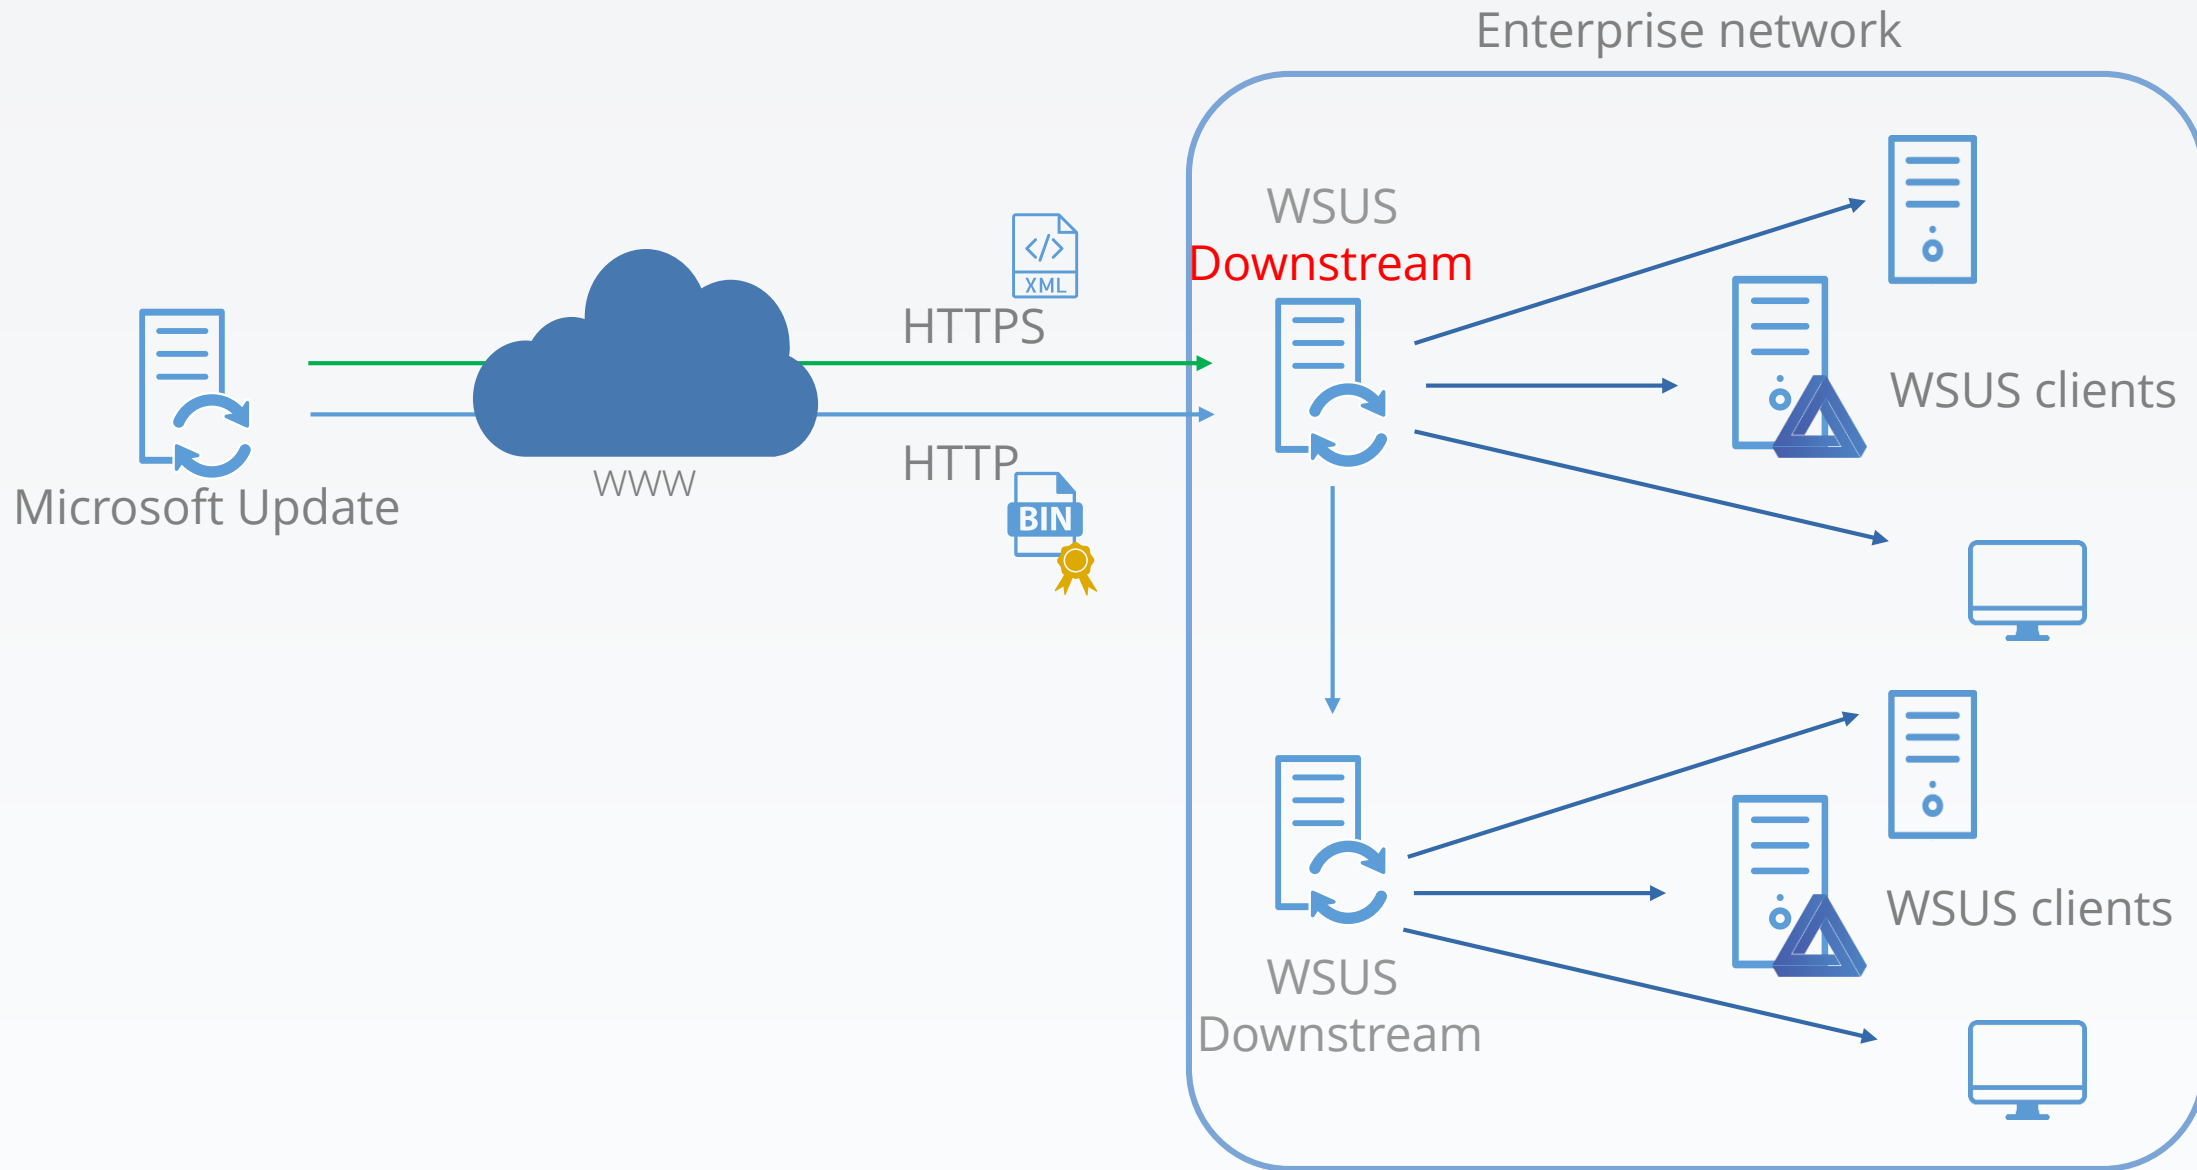 Enterprise network
WSUS
Downstream
XML
HTTPS
WSUS clients
HTTP
WWW
Microsoft Update
BIN
WSUS clients
WSUS
Downstream